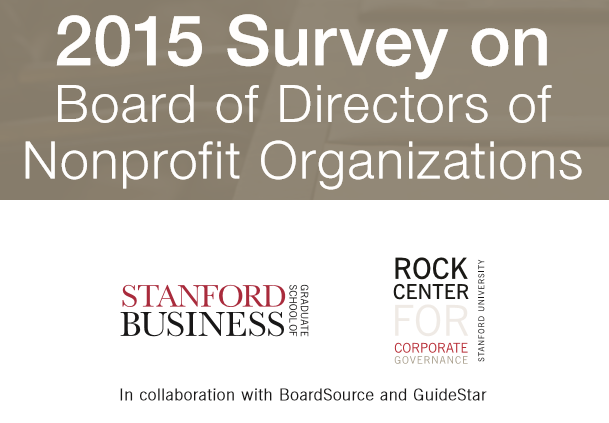 2015 Survey on
Board of Directors of
Nonprofit Organizations
STANFORD
BUSINESS
GRADUATE
SCHOOL OF
ROCK
CENTER
FOR
CORPORATE
GOVERNANCE
STANFORD UNIVERSITY
In collaboration with BoardSource and GuideStar